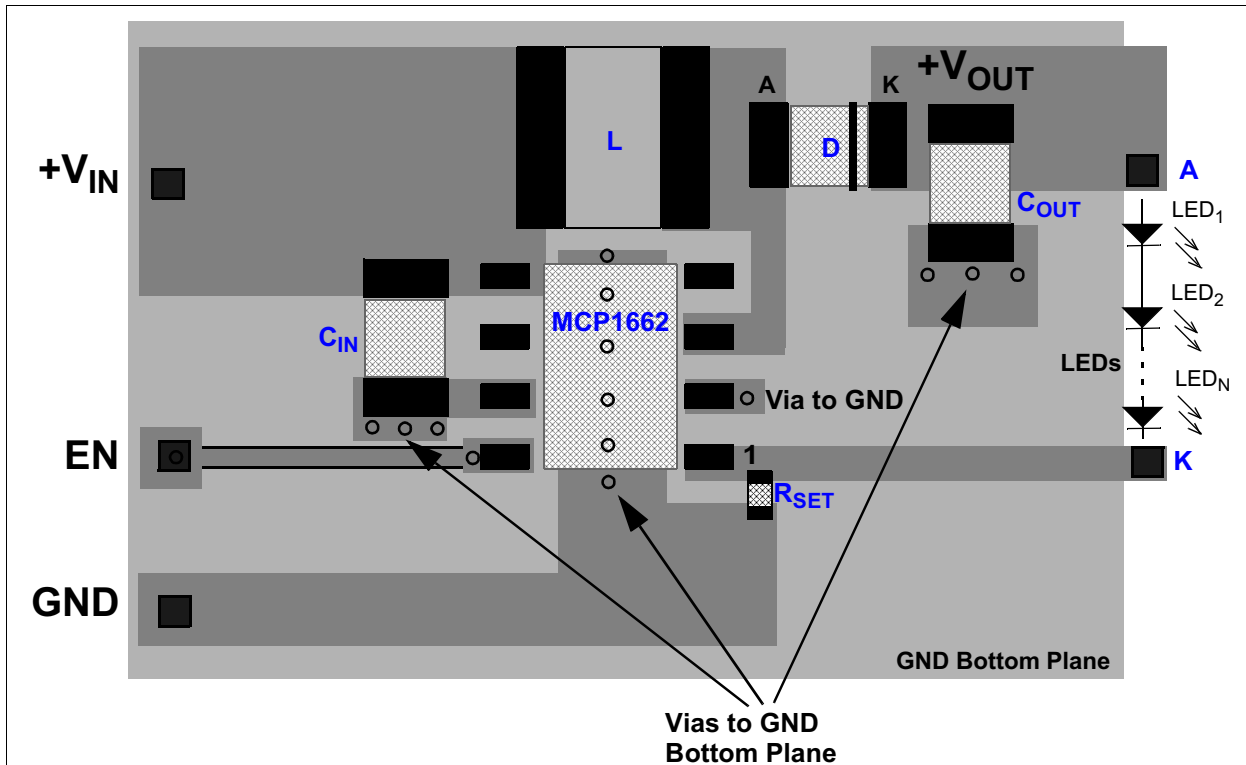 +VOUT
A
K
L
D
+VIN
A
COUT
LED1
MCP1662
LED2
CIN
LEDs
LEDN
Via to GND
EN
1
K
RSET
GND
GND Bottom Plane
Vias to GND
Bottom Plane